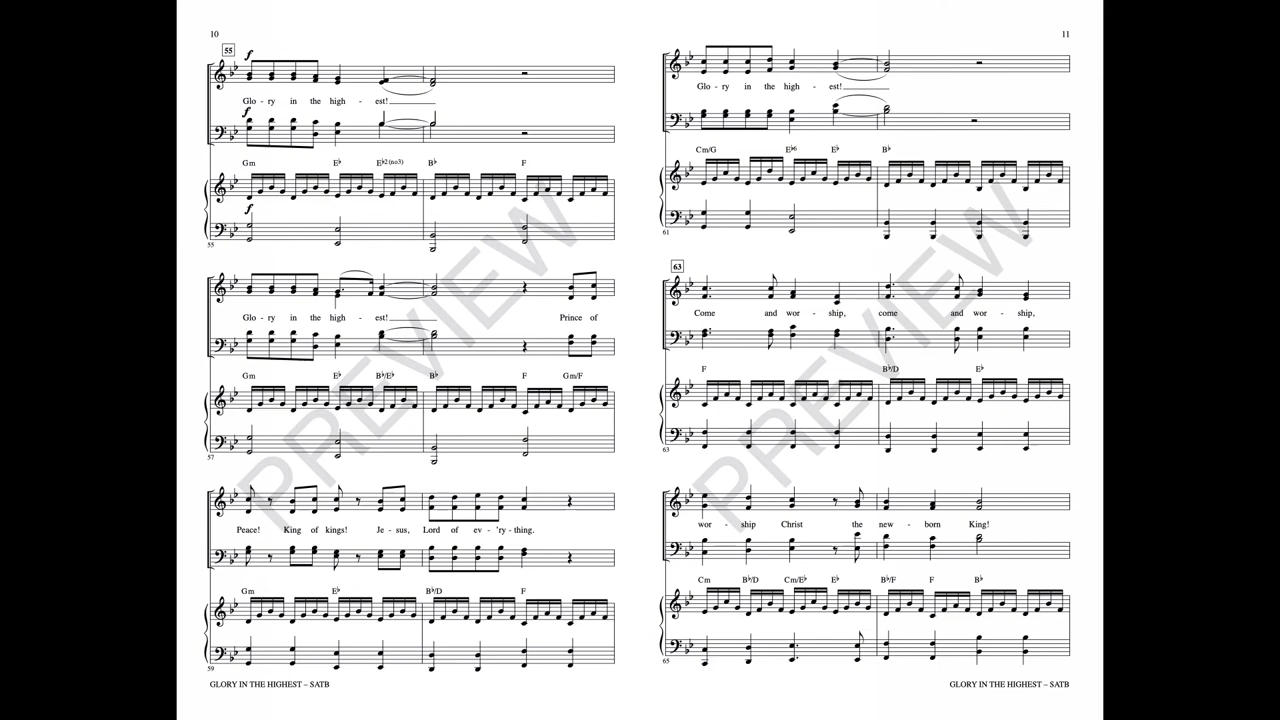 10
55
f
Glo - ry in the high - est!
f
Gm E♭ E♭2(no3) B♭ F
f
55
Glo - ry in the high - est! Prince of
Gm E♭ B♭/E♭ B♭ F Gm/F
57
Peace! King of kings! Je - sus, Lord of ev - 'ry - thing.
Gm E♭ B♭/D F
59
GLORY IN THE HIGHEST – SATB
11
Glo - ry in the high - est!
Cm/G E♭6 E♭ B♭
61
63
Come and wor - ship, come and wor - ship,
F B♭/D E♭
63
wor - ship Christ the new - born King!
Cm B♭/D Cm/E♭ E♭ B♭/F F B♭
65
GLORY IN THE HIGHEST – SATB
PREVIEW
PREVIEW